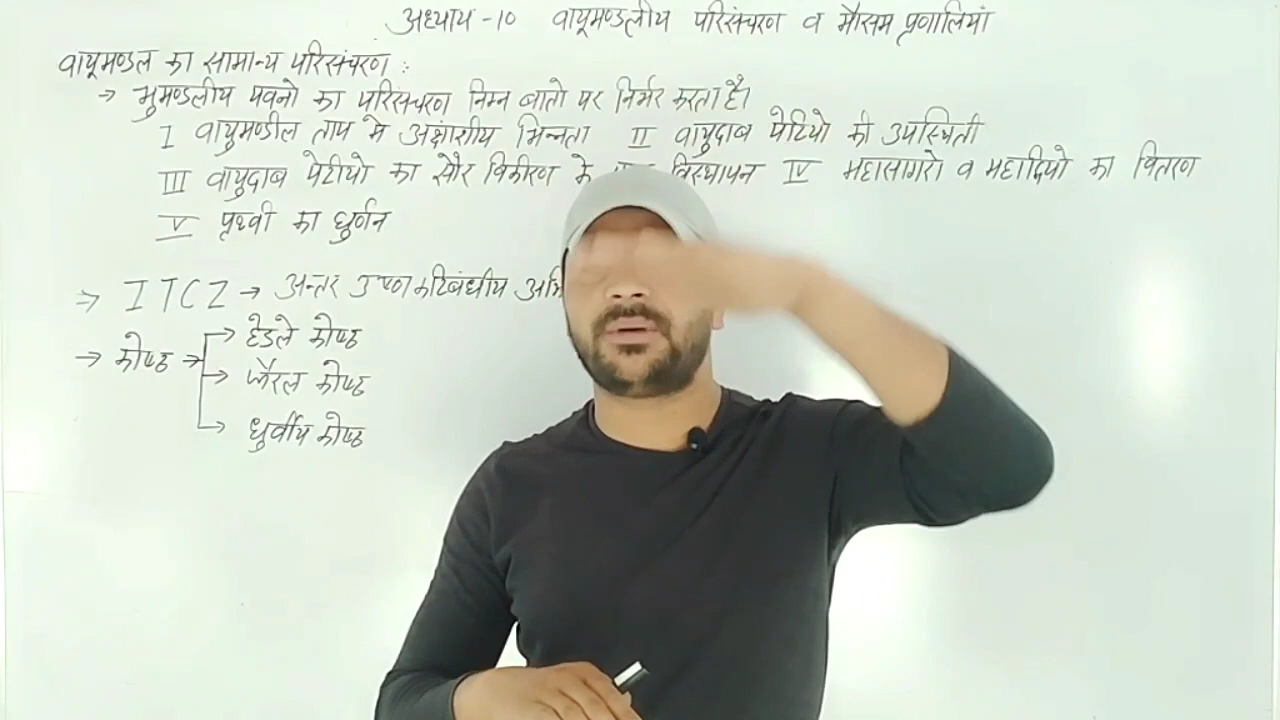 अध्याय -10 वायुमण्डलीय परिसंचरण व मौसम प्रणालियां
वायुमण्डल का सामान्य परिसंचरण :
→ भुमण्डलीय पवनो का परिसंचरण निम्न बातो पर निर्भर करता है।
I वायुमण्डील ताप मे अक्षांशीय भिन्नता II वायुदाब पेटियो की उपस्थिती
III वायुदाब पेटीयो का सौर विकीरण के विस्थापन IV महासागरो व महाद्वियो का वितरण
V पृथ्वी का घुर्णन
⇒ ITCZ → अन्तर उष्ण कटिबंधीय अभि
→ कोष्ठ → हेडले कोष्ठ
→ फैरल कोष्ठ
→ धुर्वीय कोष्ठ